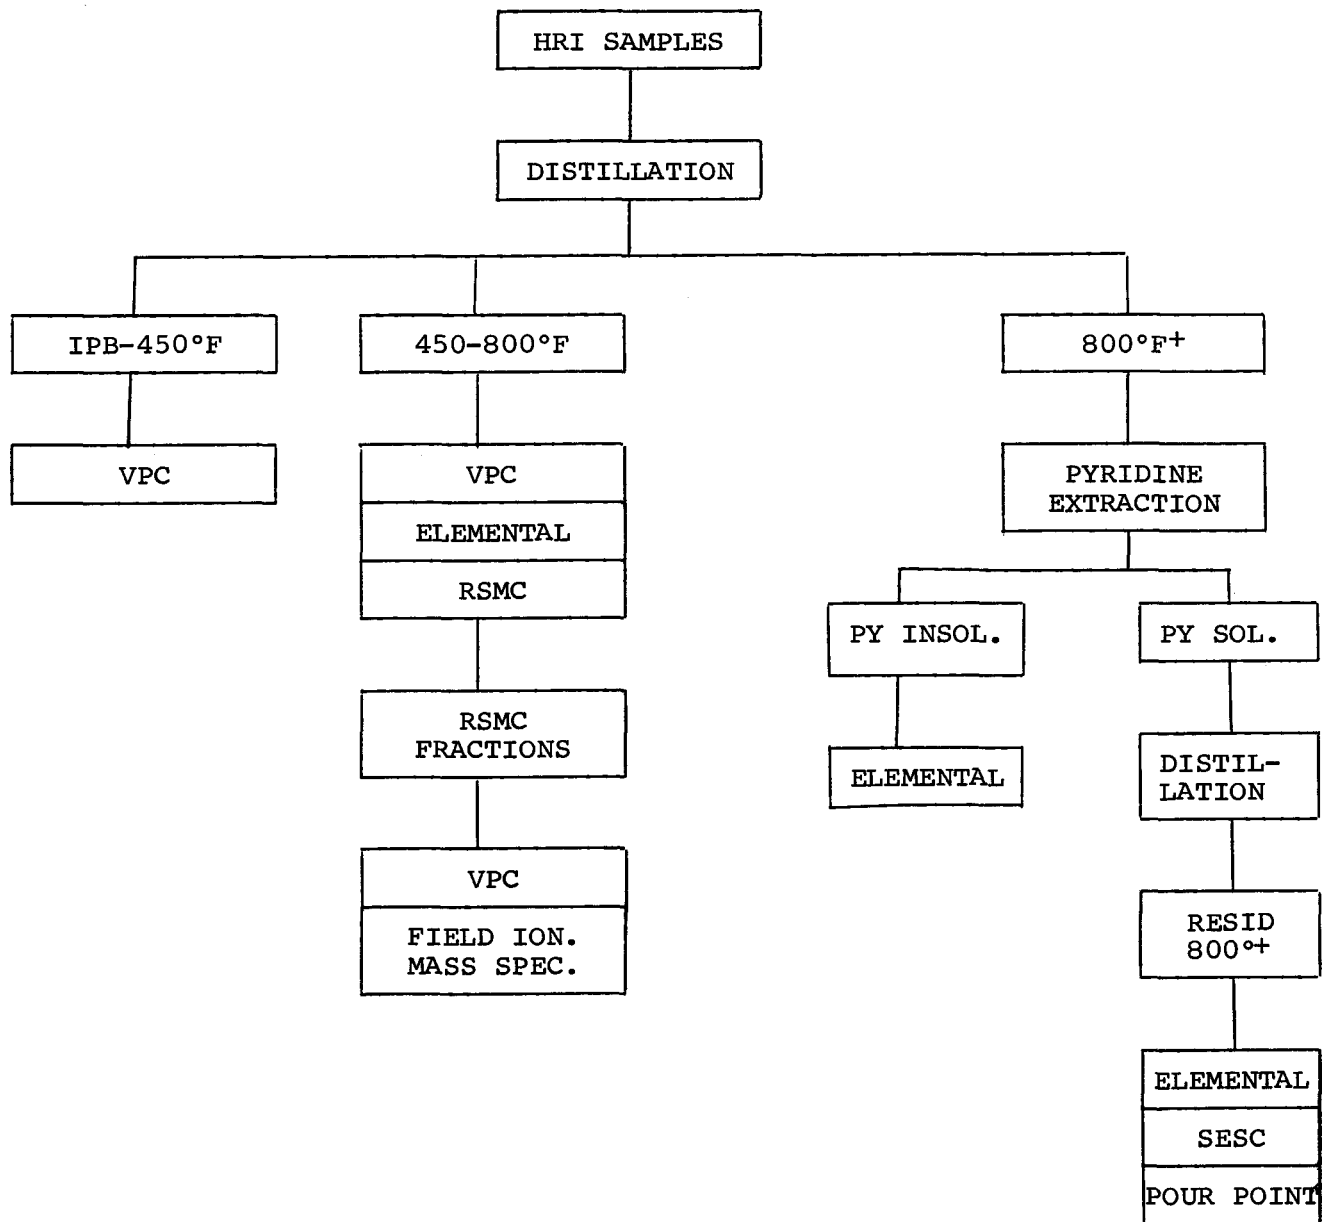 HRI SAMPLES
DISTILLATION
IPB-450°F
450-800°F
800°F+
VPC
VPC
ELEMENTAL
RSMC
PYRIDINE
EXTRACTION
RSMC
FRACTIONS
PY INSOL.
PY SOL.
ELEMENTAL
DISTIL-
LATION
VPC
FIELD ION.
MASS SPEC.
RESID
800°+
ELEMENTAL
SESC
POUR POINT